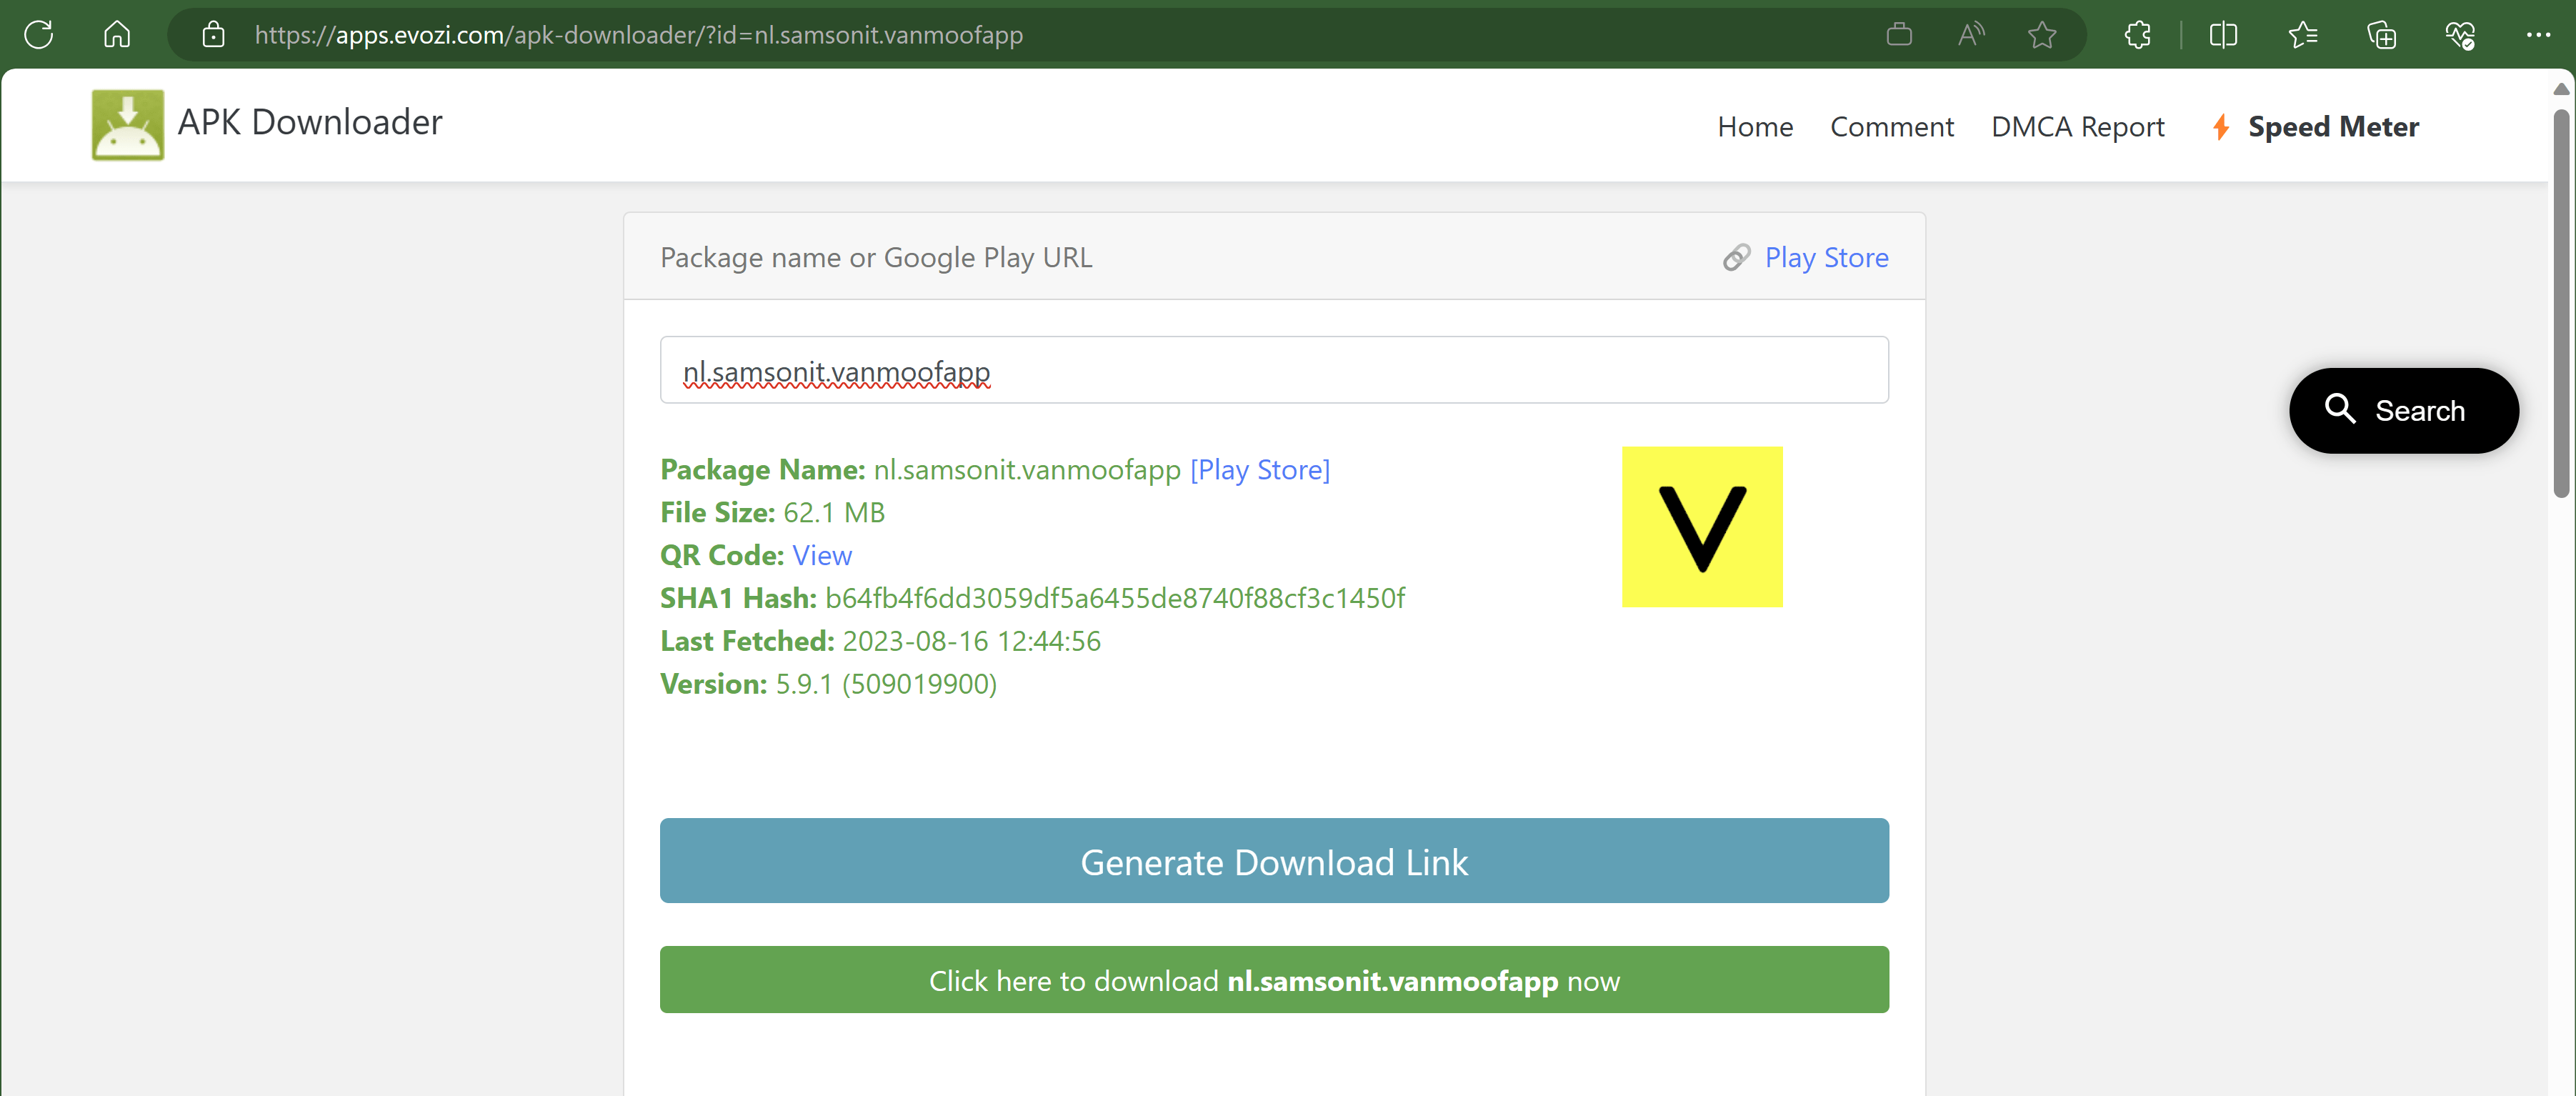 https://apps.evozi.com/apk-downloader/?id=nl.samsonit.vanmoofapp
APK Downloader
Home
Comment
DMCA Report
Speed Meter
Package name or Google Play URL
Play Store
nl.samsonit.vanmoofapp
Search
Package Name: nl.samsonit.vanmoofapp [Play Store]
File Size: 62.1 MB
QR Code: View
SHA1 Hash: b64fb4f6dd3059df5a6455de8740f88cf3c1450f
Last Fetched: 2023-08-16 12:44:56
Version: 5.9.1 (509019900)
V
Generate Download Link
Click here to download nl.samsonit.vanmoofapp now